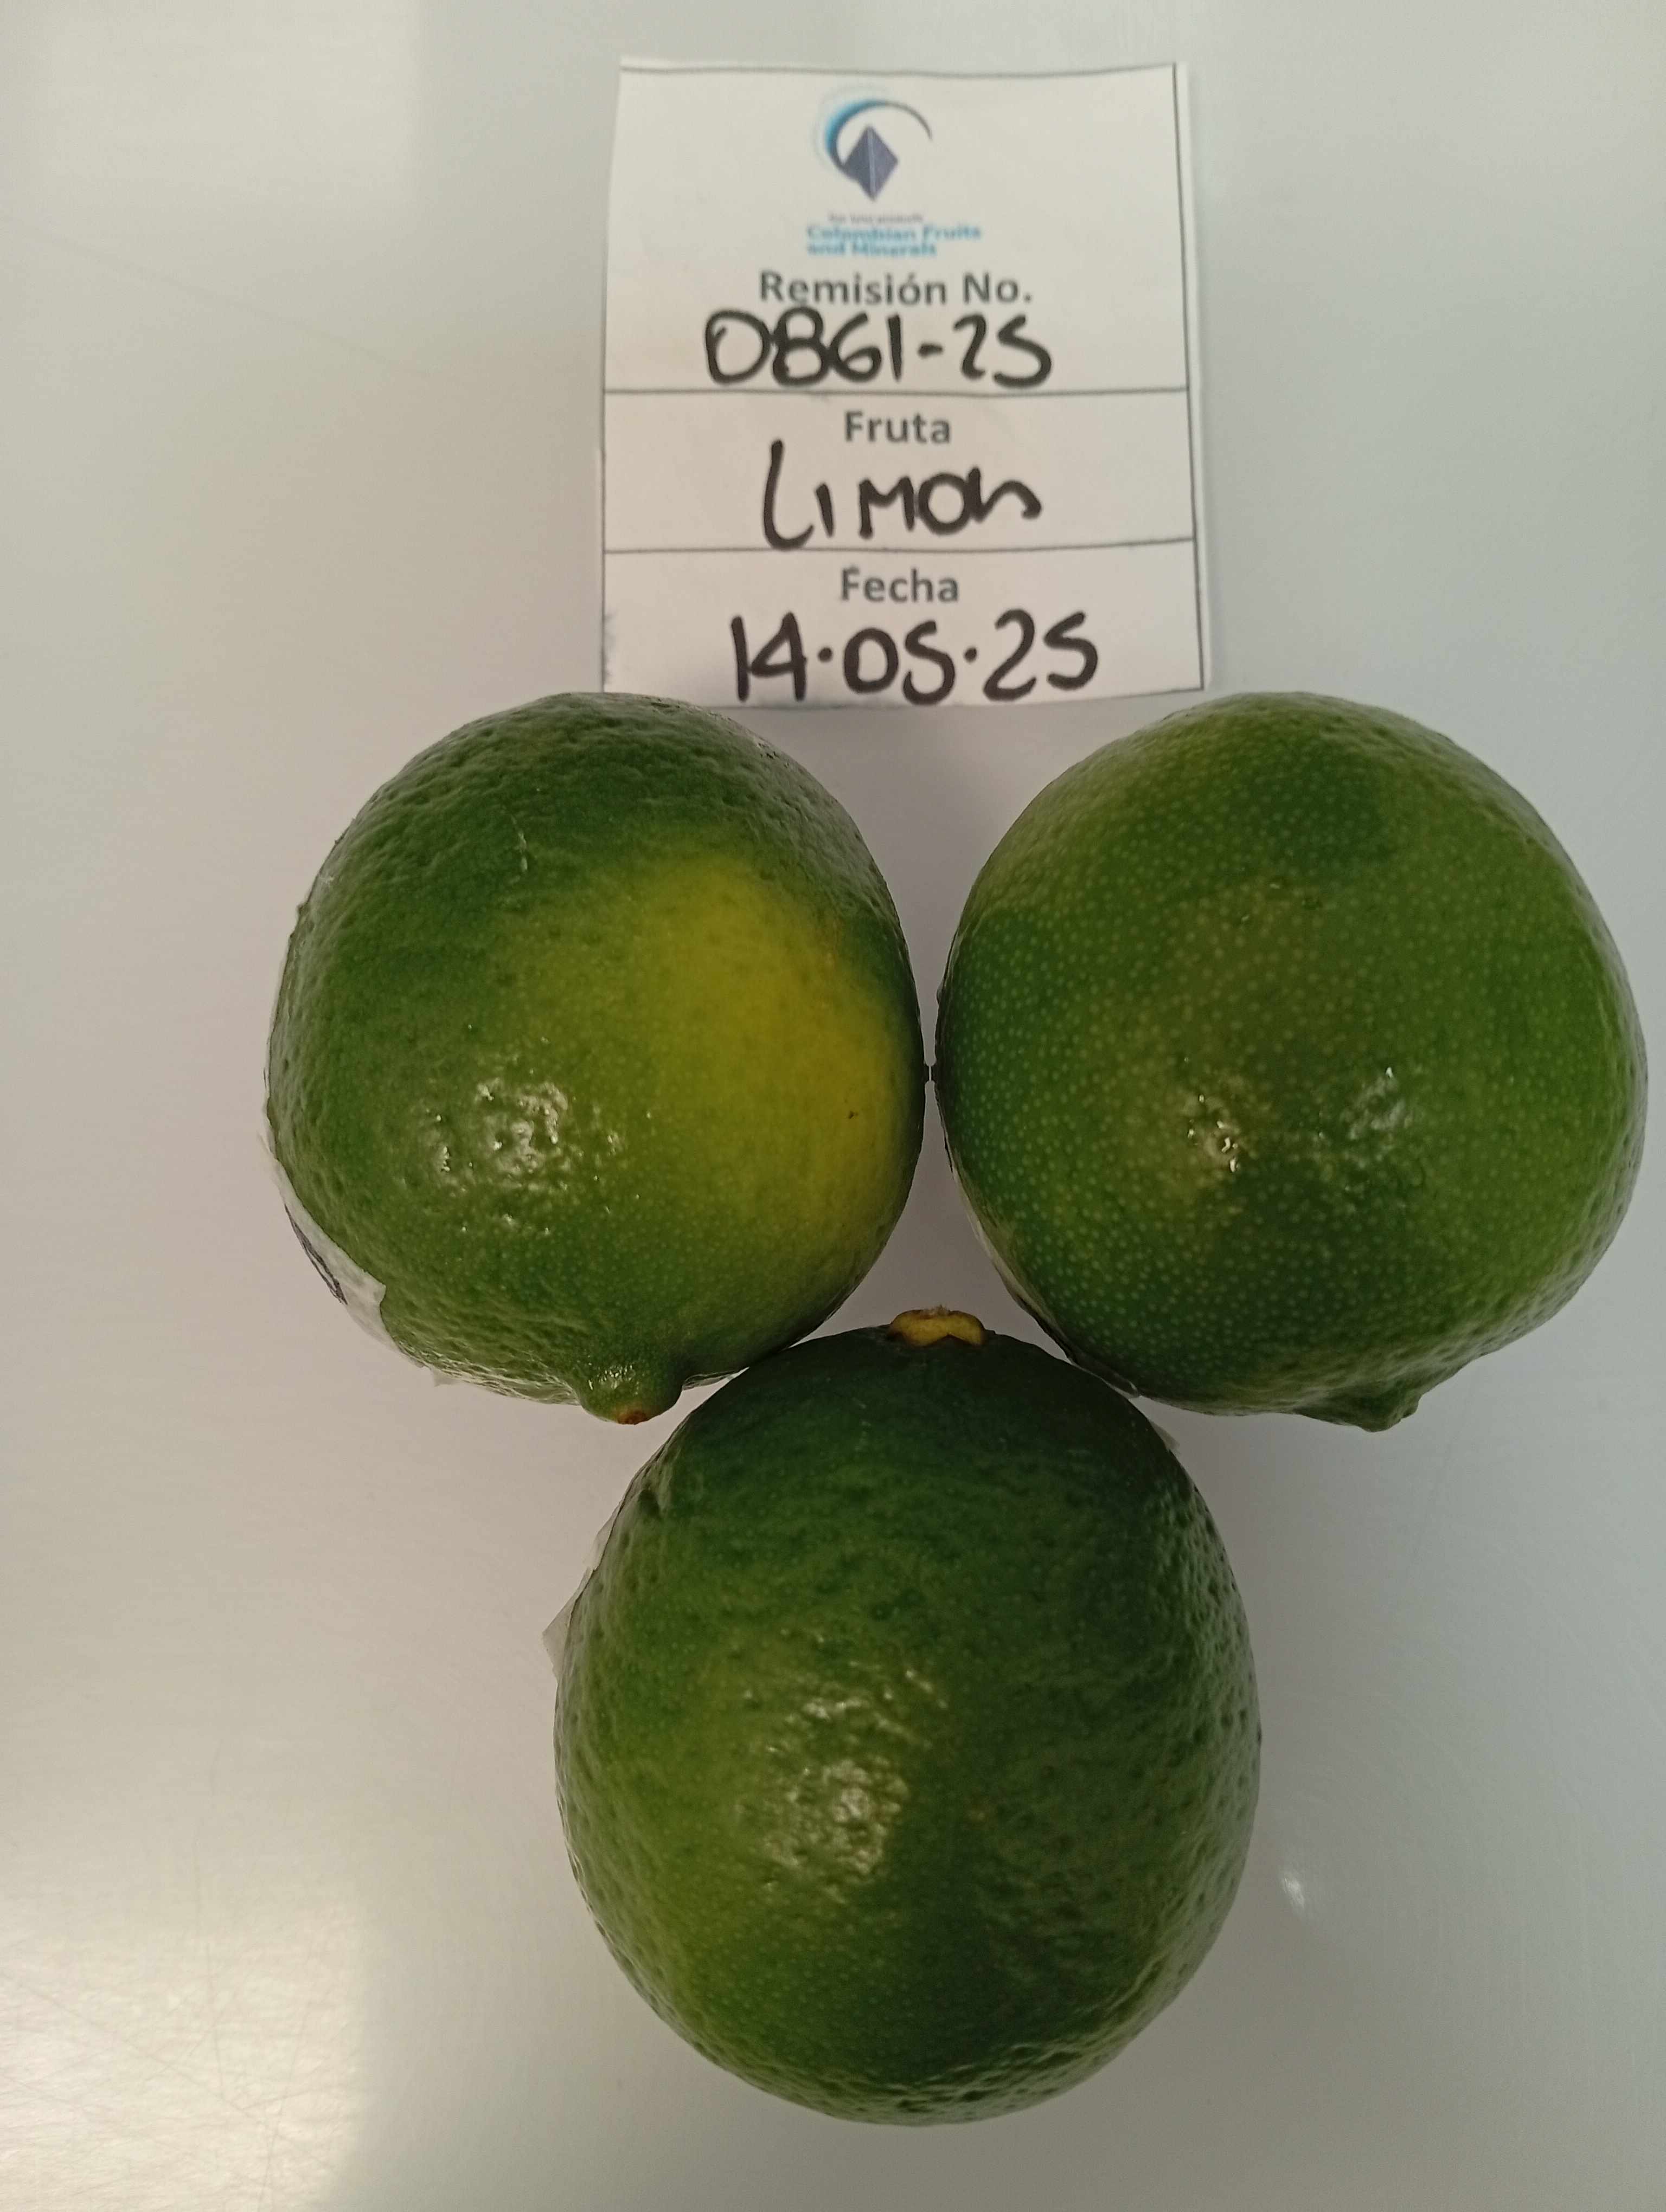 Colombian Fruits
and Minerals
Remisión No.
0861-25
Fruta
LIMON
Fecha
14.05.25